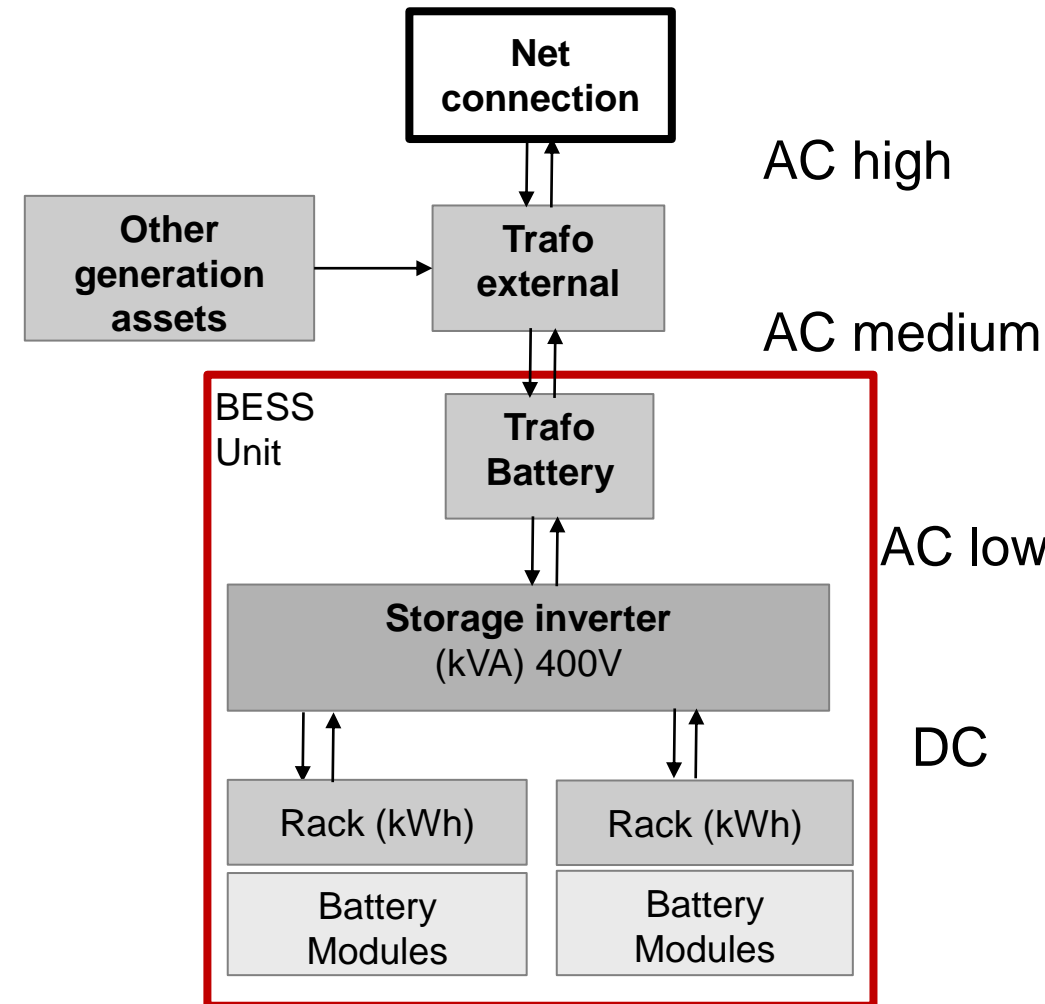 Net
connection
AC high
Other
generation
assets
Trafo
external
AC medium
BESS
Unit
Trafo
Battery
AC low
Storage inverter
(kVA) 400V
DC
Rack (kWh)
Rack (kWh)
Battery
Modules
Battery
Modules